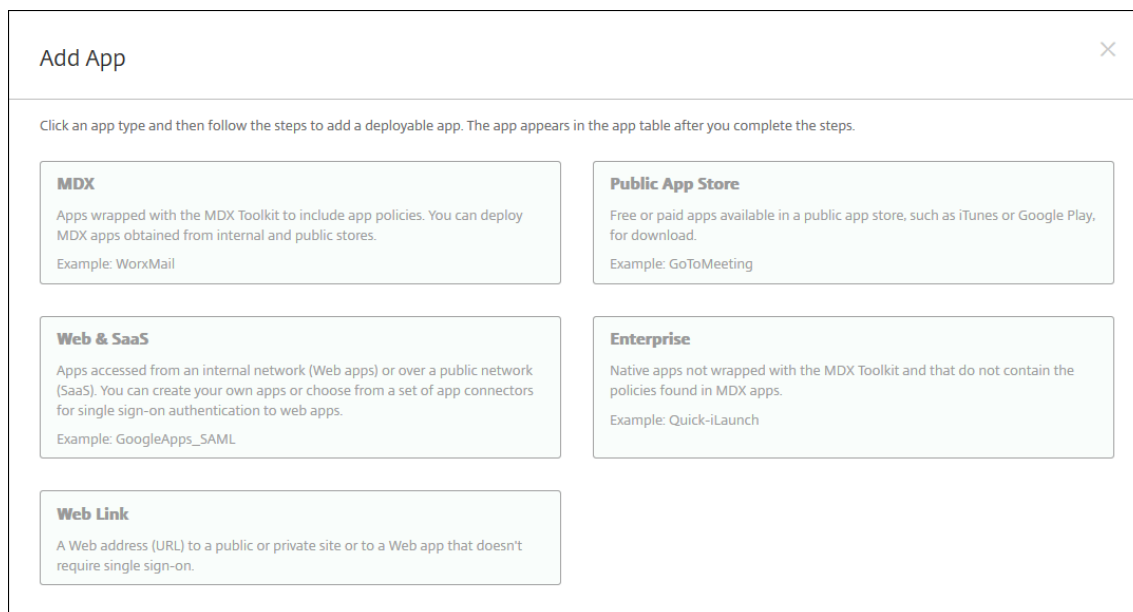 Add App
Click an app type and then follow the steps to add a deployable app. The app appears in the app table after you complete the steps.
MDX
Apps wrapped with the MDX Toolkit to include app policies. You can deploy
MDX apps obtained from internal and public stores.
Example: WorxMail
Public App Store
Free or paid apps available in a public app store, such as iTunes or Google Play,
for download.
Example: GoToMeeting
Web & SaaS
Apps accessed from an internal network (Web apps) or over a public network
(SaaS). You can create your own apps or choose from a set of app connectors
for single sign-on authentication to web apps.
Example: GoogleApps_SAML
Enterprise
Native apps not wrapped with the MDX Toolkit and that do not contain the
policies found in MDX apps.
Example: Quick-iLaunch
Web Link
A Web address (URL) to a public or private site or to a Web app that doesn't
require single sign-on.